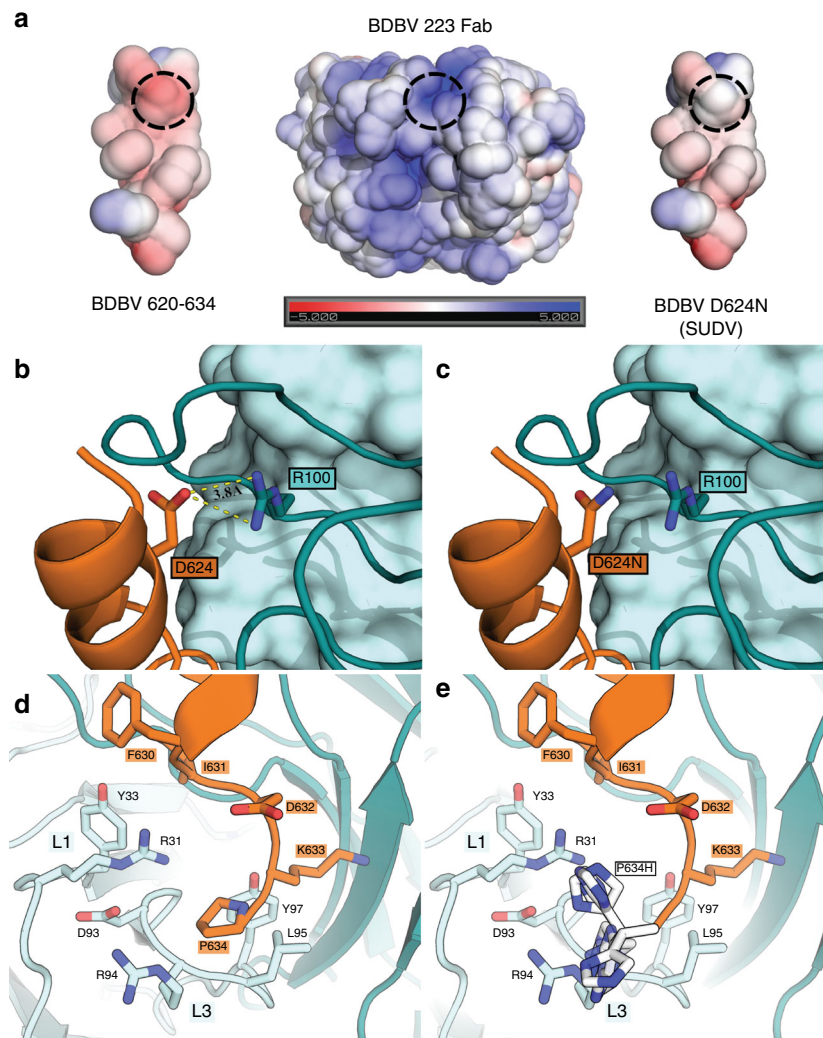 a
BDBV 223 Fab
BDBV 620-634
-5.000
5.000
BDBV D624N
(SUDV)
b
R100
3.8A
D624
c
R100
D624N
d
F630
I631
Y33
D632
L1
R31
K633
D93
Y97
P634
L95
R94
L3
e
F630
I631
Y33
D632
L1
R31
K633
P634H
D93
Y97
L95
R94
L3